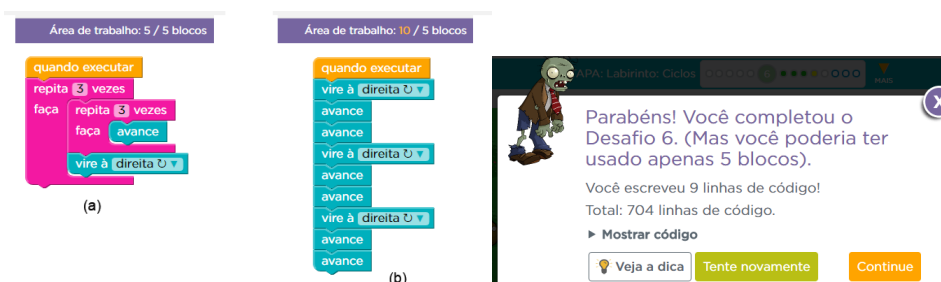 Área de trabalho: 5 / 5 blocos
quando executar
repita 3 vezes
faça repita 3 vezes
faça avance
vire à direita ↻ ▼
(a)
Área de trabalho: 10 / 5 blocos
quando executar
vire à direita ↻ ▼
avance
avance
vire à direita ↻ ▼
avance
avance
vire à direita ↻ ▼
avance
avance
(b)
APA: Labirinto: Ciclos
6
MAIS
X
Parabéns! Você completou o
Desafio 6. (Mas você poderia ter
usado apenas 5 blocos).
Você escreveu 9 linhas de código!
Total: 704 linhas de código.
▶ Mostrar código
Veja a dica Tente novamente Continue